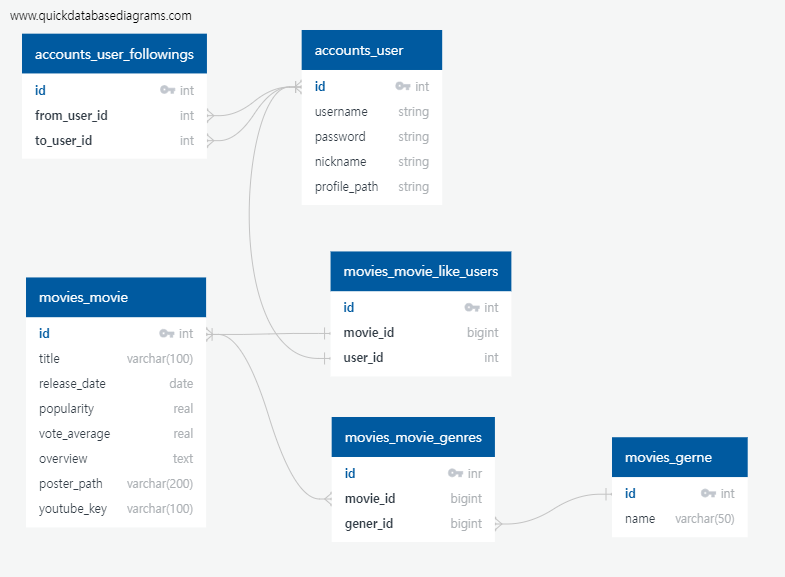 www.quickdatabasediagrams.com
accounts_user_followings
id int
from_user_id int
to_user_id int
accounts_user
id int
username string
password string
nickname string
profile_path string
movies_movie
id int
title varchar(100)
release_date date
popularity real
vote_average real
overview text
poster_path varchar(200)
youtube_key varchar(100)
movies_movie_like_users
id int
movie_id bigint
user_id int
movies_movie_genres
id inr
movie_id bigint
gener_id bigint
movies_gerne
id int
name varchar(50)